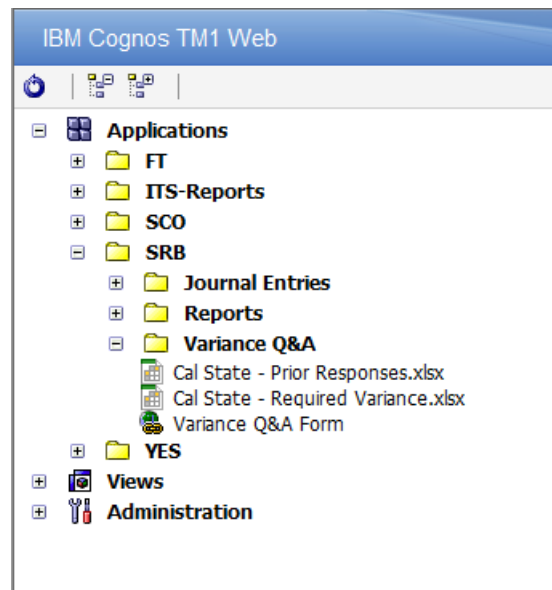 IBM Cognos TM1 Web
Applications
FT
ITS-Reports
SCO
SRB
Journal Entries
Reports
Variance Q&A
Cal State - Prior Responses.xlsx
Cal State - Required Variance.xlsx
Variance Q&A Form
YES
Views
Administration